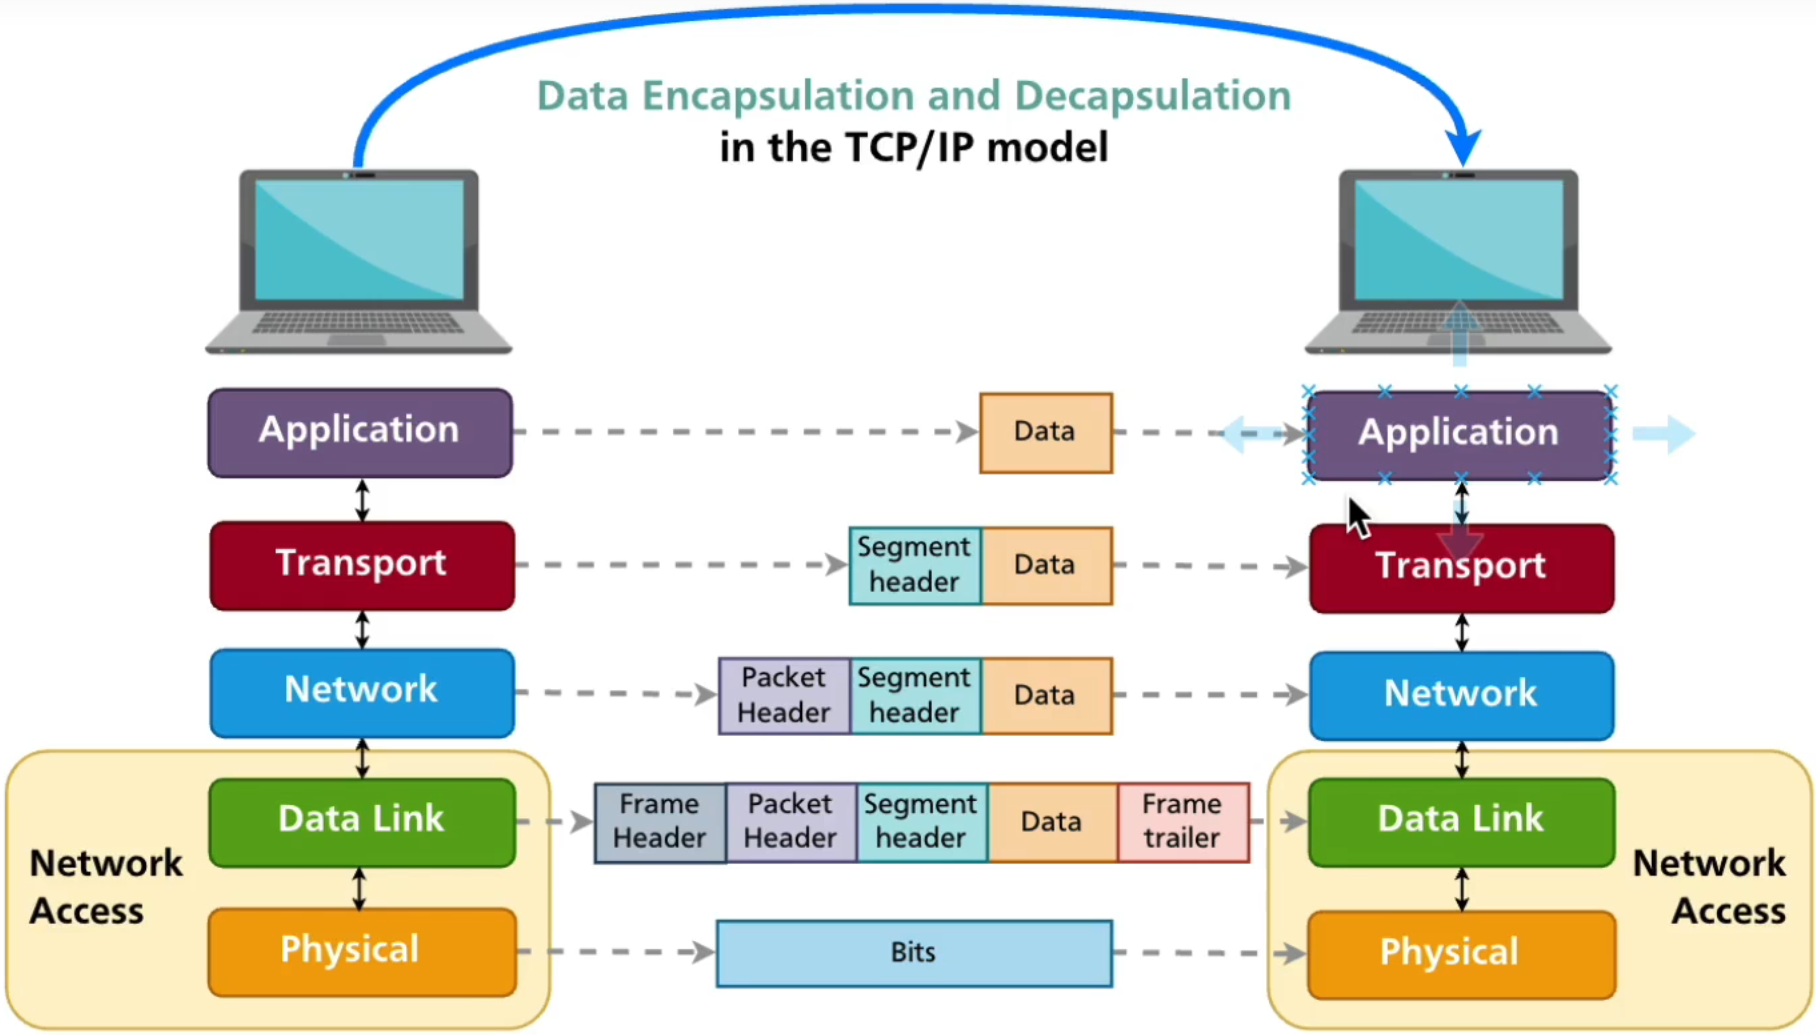 Data Encapsulation and Decapsulation
in the TCP/IP model
Application
Data
Application
Transport
Segment
header
Data
Transport
Network
Packet
Header
Segment
header
Data
Network
Network
Access
Data Link
Frame
Header
Packet
Header
Segment
header
Data
Frame
trailer
Data Link
Network
Access
Physical
Bits
Physical